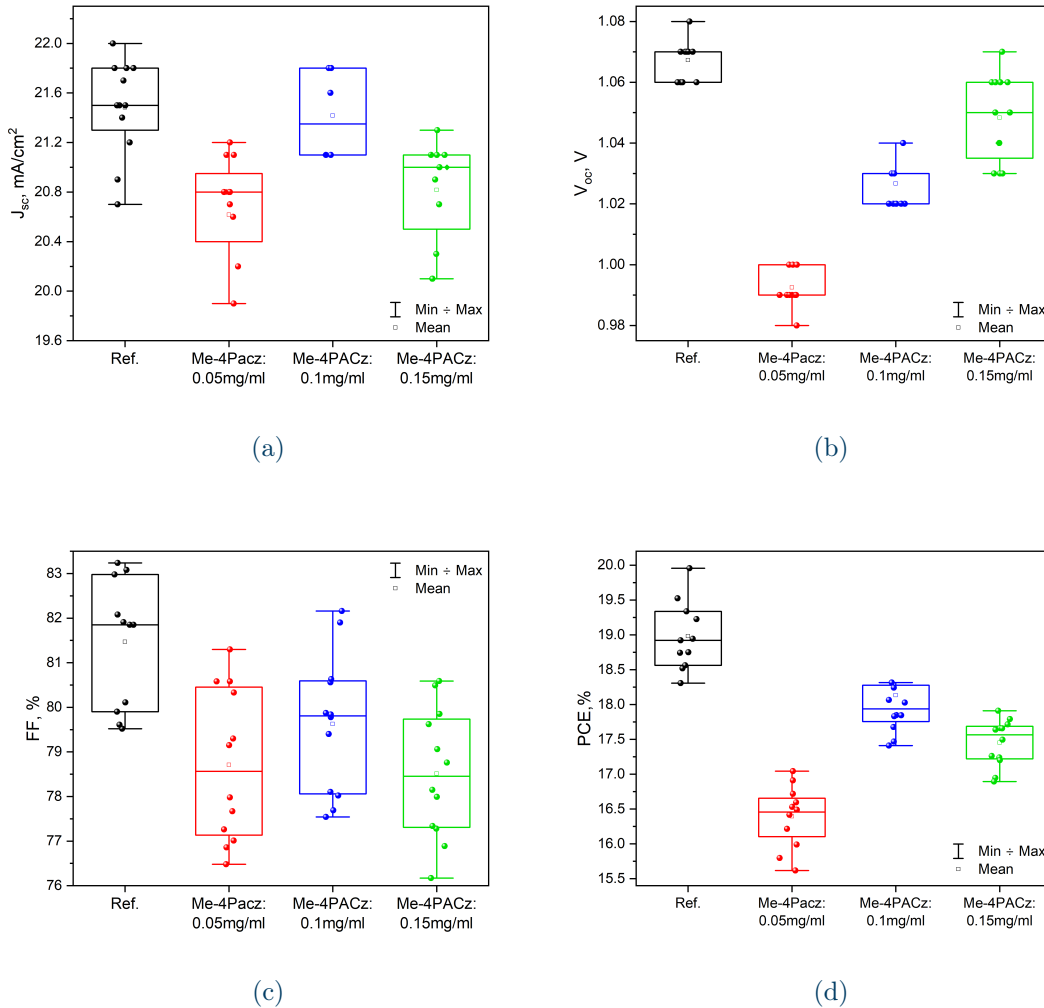 22.0
21.6
21.2
20.8
20.4
20.0
19.6
J_sc, mA/cm²
Min ÷ Max
Mean
Ref.
Me-4Pacz:
0.05mg/ml
Me-4PACz:
0.1mg/ml
Me-4PACz:
0.15mg/ml
(a)
1.08
1.06
1.04
1.02
1.00
0.98
V_oc, V
Min ÷ Max
Mean
Ref.
Me-4Pacz:
0.05mg/ml
Me-4PACz:
0.1mg/ml
Me-4PACz:
0.15mg/ml
(b)
83
82
81
80
79
78
77
76
FF, %
Min ÷ Max
Mean
Ref.
Me-4Pacz:
0.05mg/ml
Me-4PACz:
0.1mg/ml
Me-4PACz:
0.15mg/ml
(c)
20.0
19.5
19.0
18.5
18.0
17.5
17.0
16.5
16.0
15.5
PCE,%
Min ÷ Max
Mean
Ref.
Me-4Pacz:
0.05mg/ml
Me-4PACz:
0.1mg/ml
Me-4PACz:
0.15mg/ml
(d)